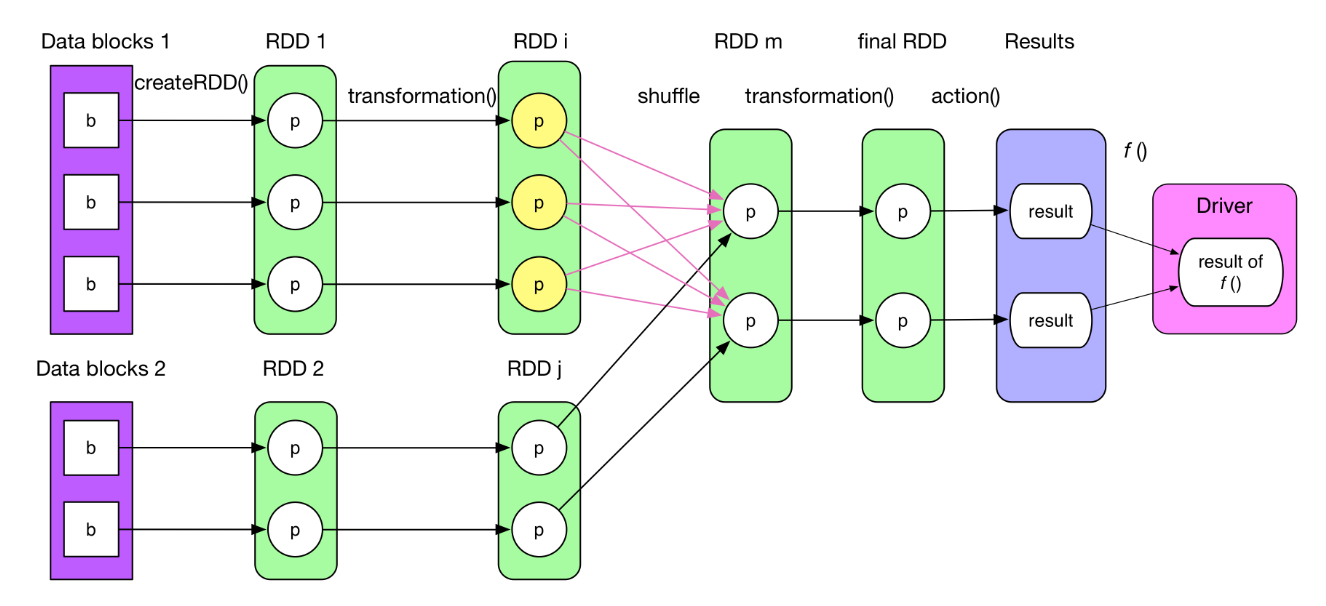 Data blocks 1
RDD 1
RDD i
RDD m
final RDD
Results
createRDD()
transformation()
shuffle
transformation()
action()
f ()
b
p
p
b
p
p
b
p
p
p
p
result
p
p
result
Driver
result of
f ()
Data blocks 2
RDD 2
RDD j
b
p
p
b
p
p